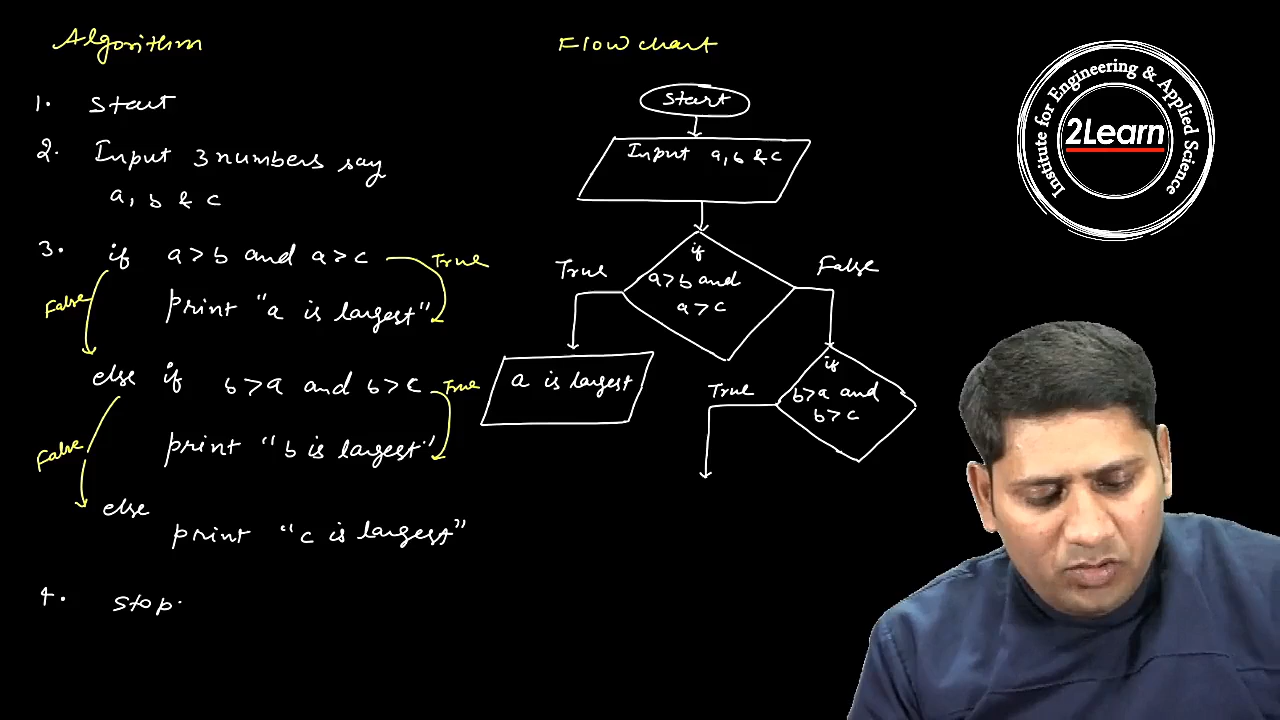 Algorithm
1. Start
2. Input 3 numbers say
a, b & c
3. if a > b and a > c True
False print "a is largest"
else if b > a and b > c True
False print "b is largest"
else
print "c is largest"
4. Stop.
Flow chart
Start
Input a, b & c
if
a > b and
a > c
True
False
a is largest
if
b > a and
b > c
True
Institute for Engineering & Applied Science
2Learn